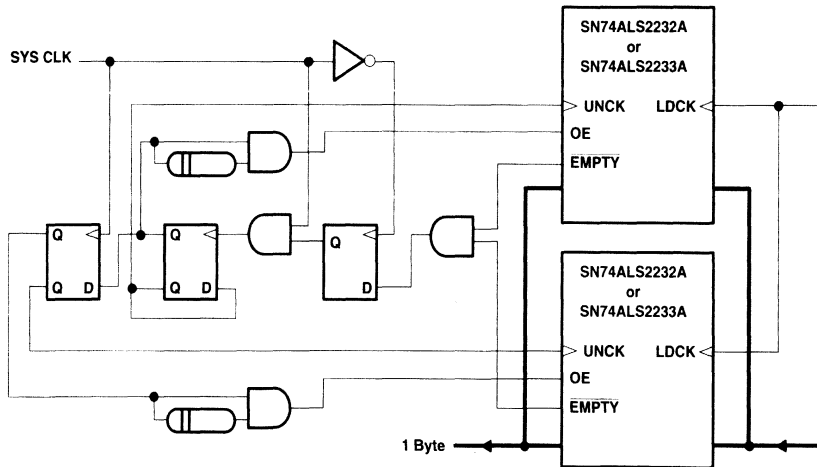 SN74ALS2232A
or
SN74ALS2233A
SYS CLK
UNCK LDCK
OE
EMPTY
Q Q Q
Q D Q D D
SN74ALS2232A
or
SN74ALS2233A
UNCK LDCK
OE
EMPTY
1 Byte